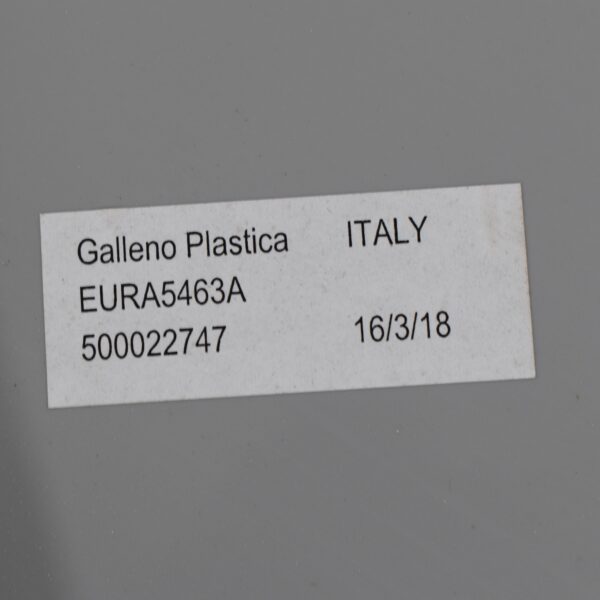 Galleno Plastica ITALY
EURA5463A
500022747 16/3/18